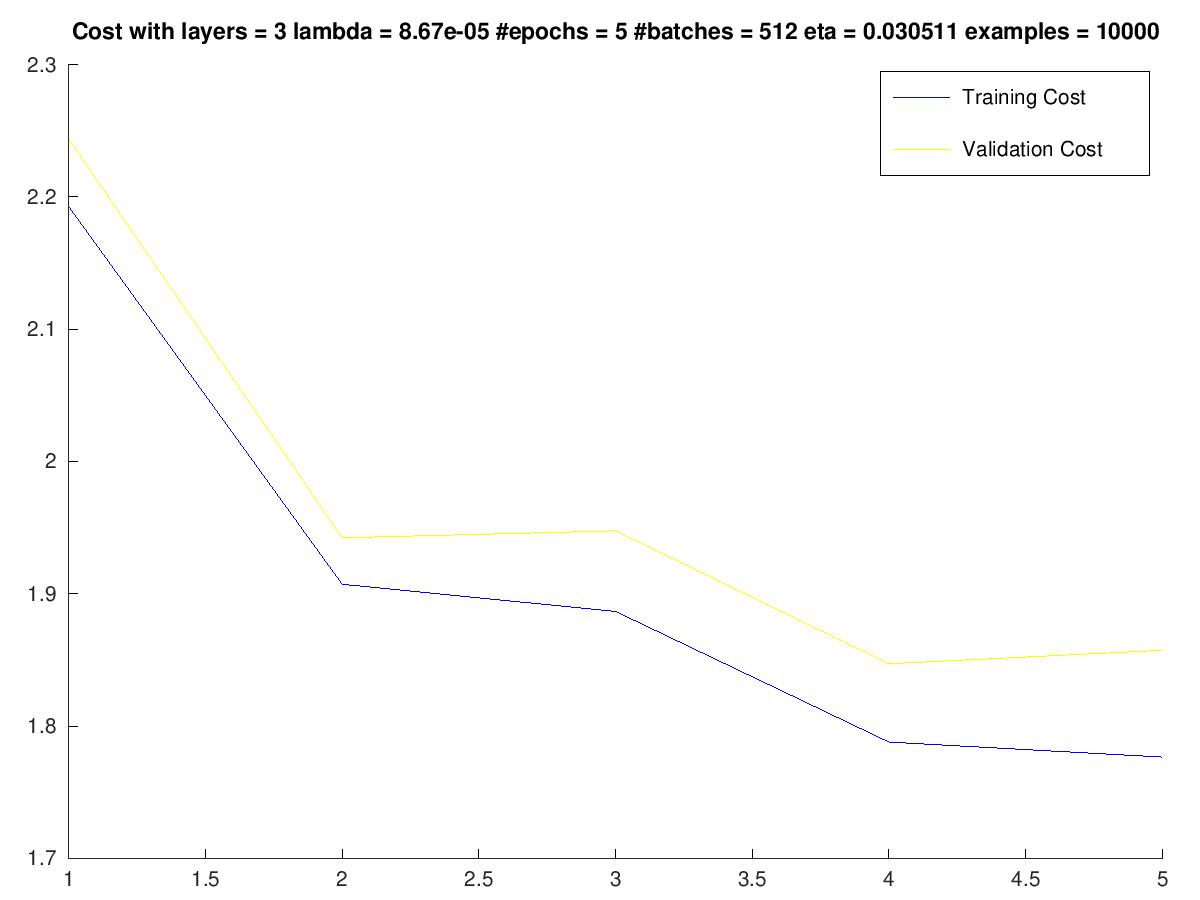 Cost with layers = 3 lambda = 8.67e-05 #epochs = 5 #batches = 512 eta = 0.030511 examples = 10000
2.3
2.2
2.1
2
1.9
1.8
1.7
Training Cost
Validation Cost
1 1.5 2 2.5 3 3.5 4 4.5 5